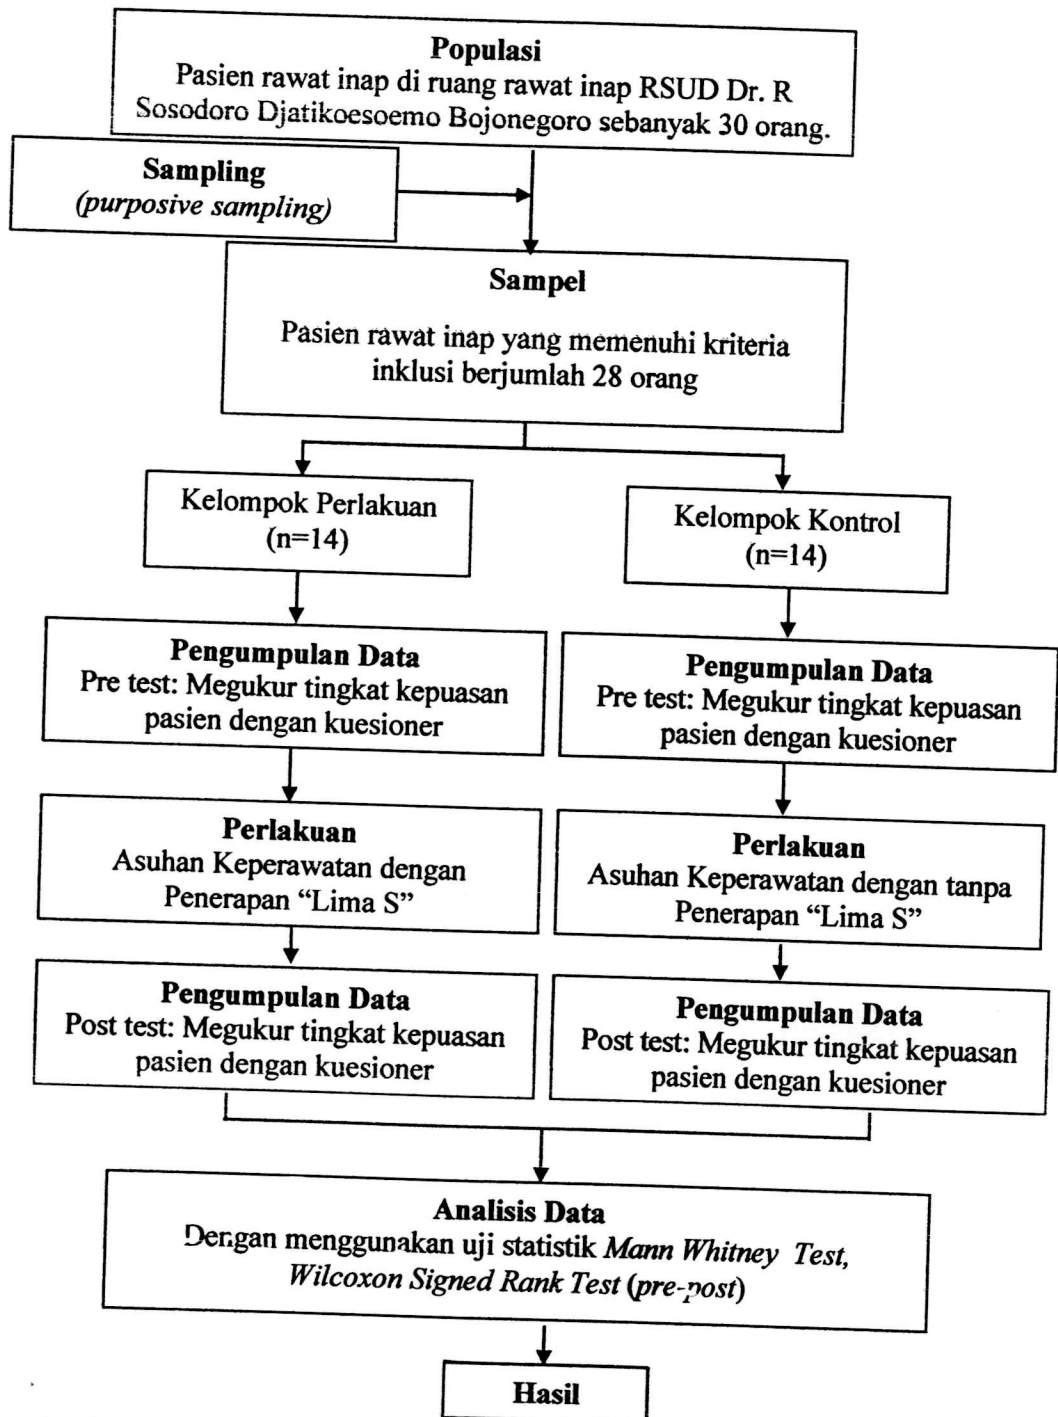 Populasi
Pasien rawat inap di ruang rawat inap RSUD Dr. R
Sosodoro Djatikoesoemo Bojonegoro sebanyak 30 orang.
Sampling
(purposive sampling)
Sampel
Pasien rawat inap yang memenuhi kriteria
inklusi berjumlah 28 orang
Kelompok Perlakuan
(n=14)
Kelompok Kontrol
(n=14)
Pengumpulan Data
Pre test: Megukur tingkat kepuasan
pasien dengan kuesioner
Pengumpulan Data
Pre test: Megukur tingkat kepuasan
pasien dengan kuesioner
Perlakuan
Asuhan Keperawatan dengan
Penerapan “Lima S”
Perlakuan
Asuhan Keperawatan dengan tanpa
Penerapan “Lima S”
Pengumpulan Data
Post test: Megukur tingkat kepuasan
pasien dengan kuesioner
Pengumpulan Data
Post test: Megukur tingkat kepuasan
pasien dengan kuesioner
Analisis Data
Dengan menggunakan uji statistik Mann Whitney Test,
Wilcoxon Signed Rank Test (pre-post)
Hasil